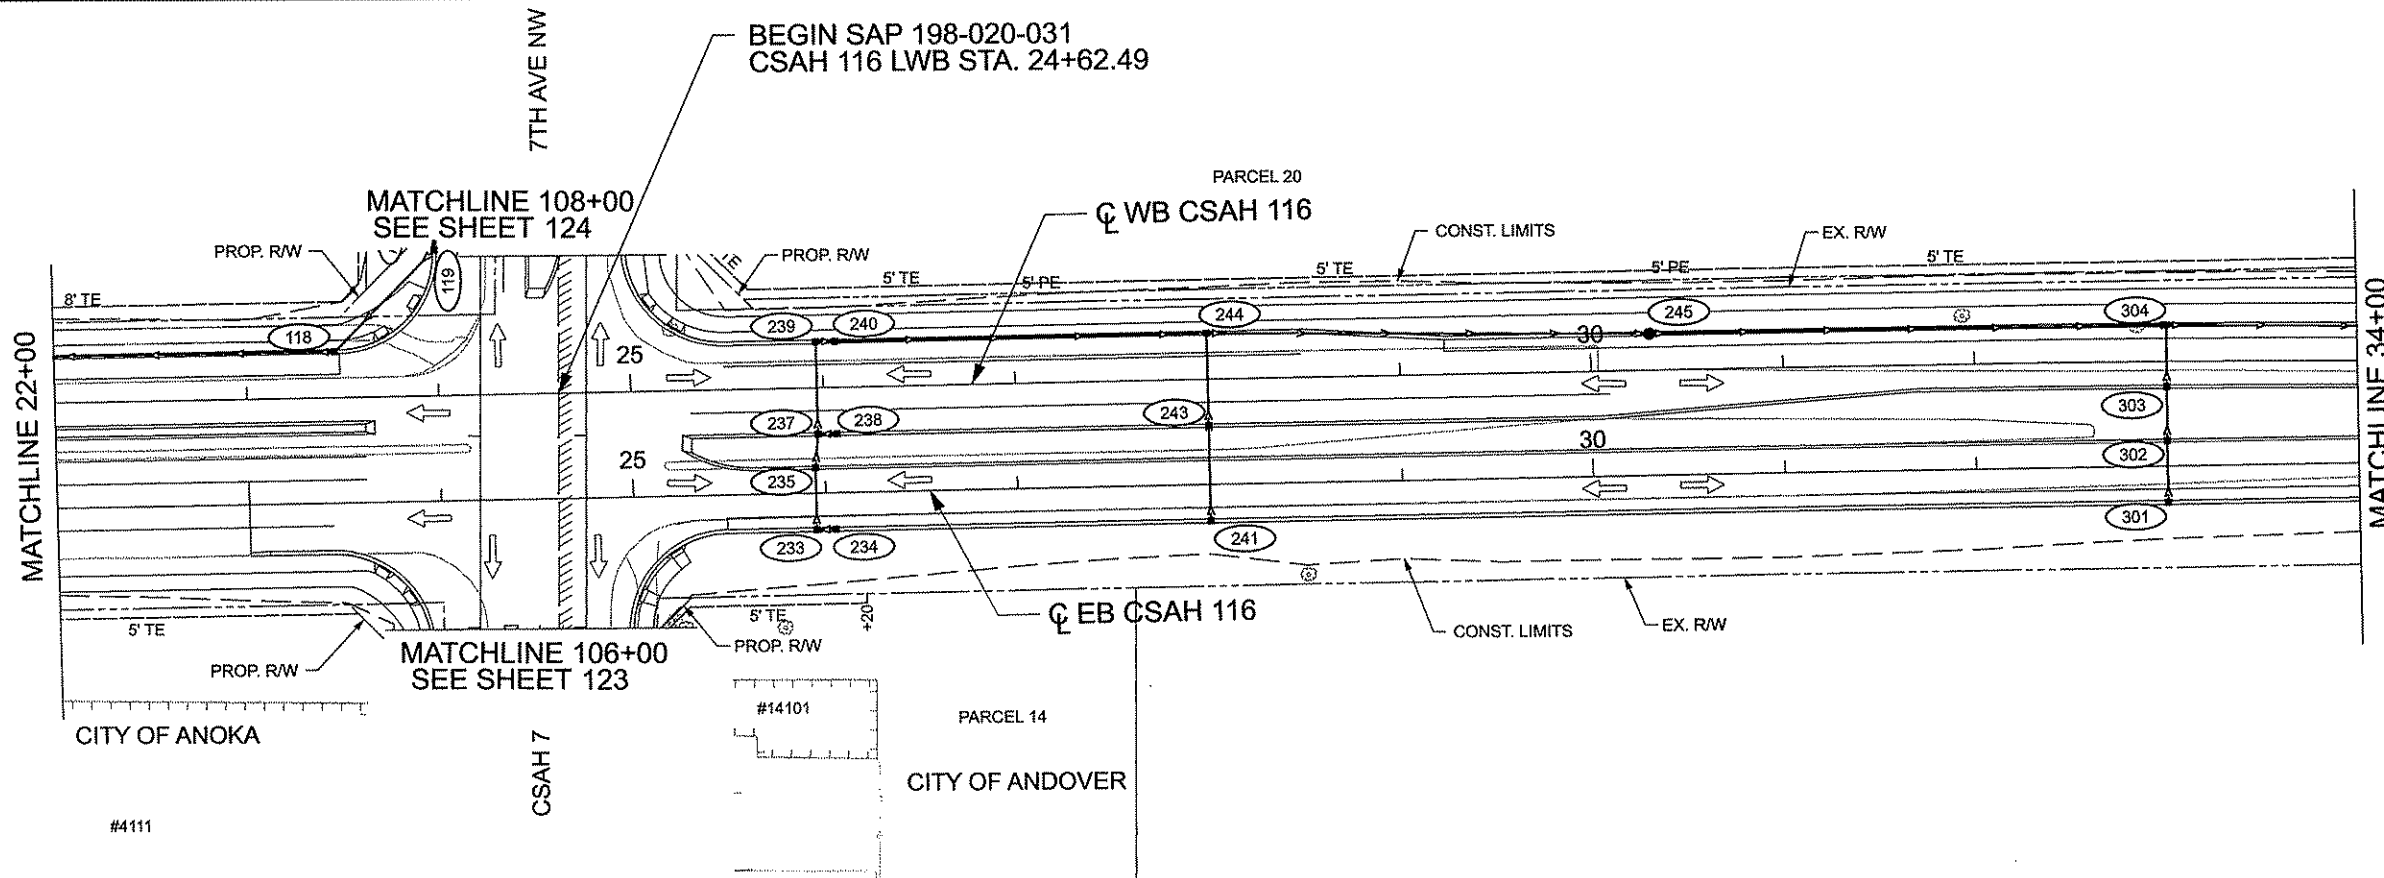 7TH AVE NW
BEGIN SAP 198-020-031
CSAH 116 LWB STA. 24+62.49
PARCEL 20
MATCHLINE 108+00
SEE SHEET 124
℄ WB CSAH 116
CONST. LIMITS
EX. R/W
PROP. R/W
119
TE
PROP. R/W
5' TE
5' PE
5' TE
5' PE
5' TE
8' TE
118
239
240
244
245
304
MATCHLINE 22+00
25
30
MATCHLINE 34+00
237
238
243
303
25
30
235
302
233
234
241
301
5' TE
5' TE
+20
℄ EB CSAH 116
CONST. LIMITS
EX. R/W
PROP. R/W
MATCHLINE 106+00
SEE SHEET 123
PROP. R/W
#14101
PARCEL 14
CITY OF ANOKA
CSAH 7
CITY OF ANDOVER
#4111